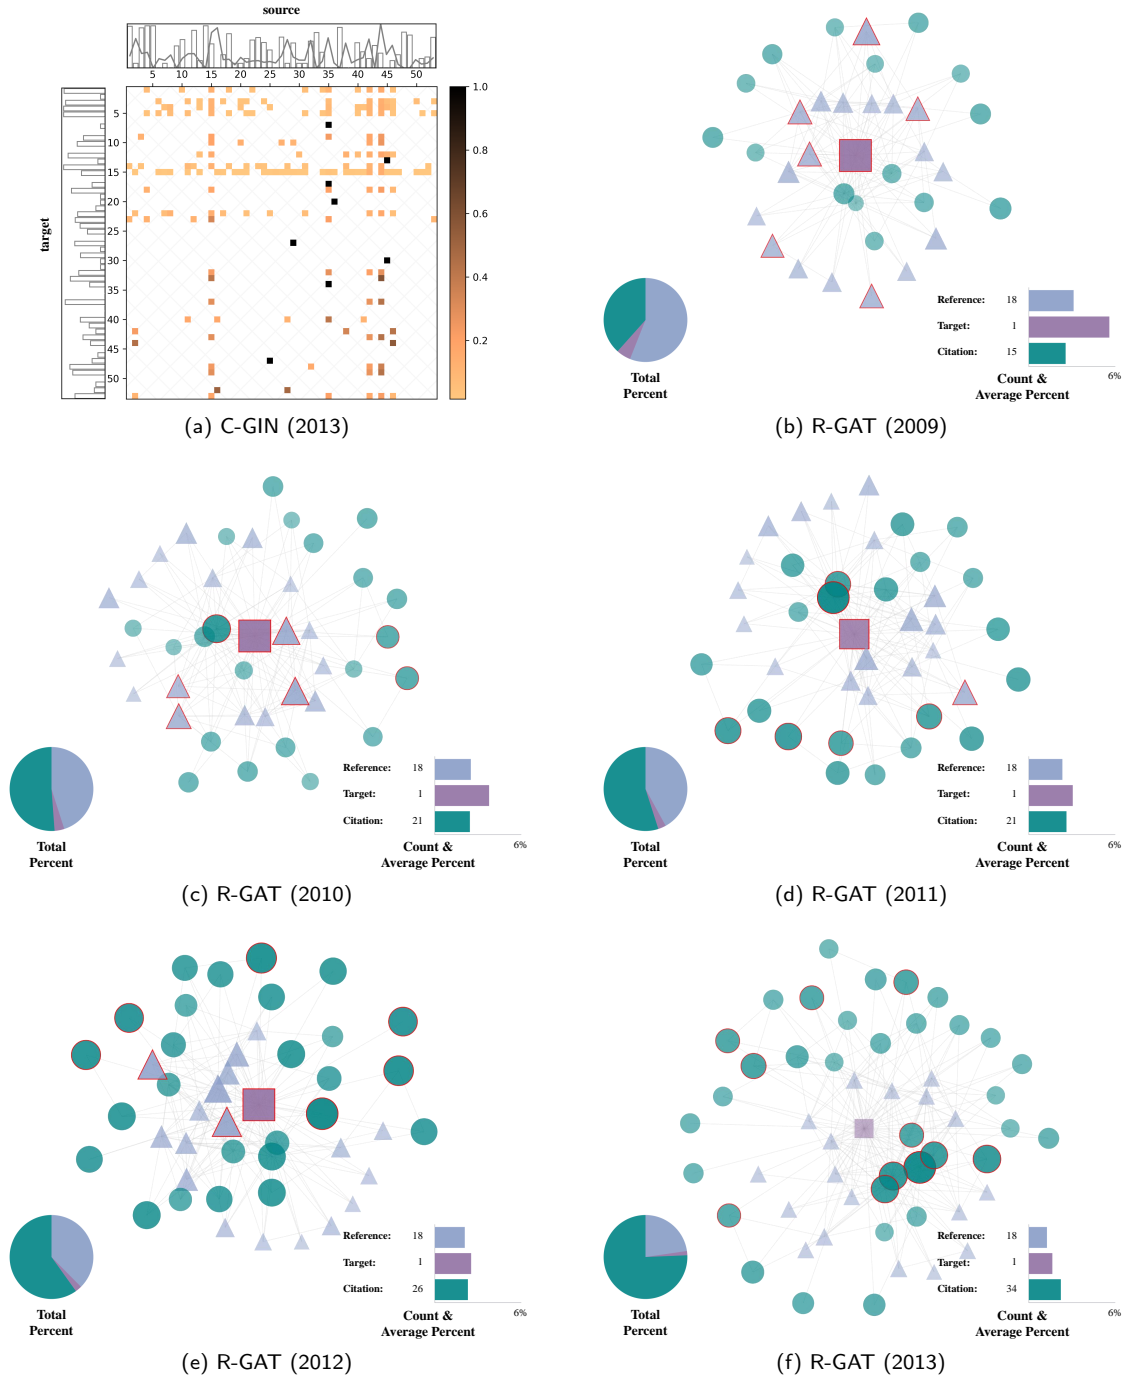 source
5 10 15 20 25 30 35 40 45 50
target
5
10
15
20
25
30
35
40
45
50
1.0
0.8
0.6
0.4
0.2
(a) C-GIN (2013)
Reference: 18
Target: 1
Citation: 15
6%
Total
Percent
Count &
Average Percent
(b) R-GAT (2009)
Reference: 18
Target: 1
Citation: 21
6%
Total
Percent
Count &
Average Percent
(c) R-GAT (2010)
Reference: 18
Target: 1
Citation: 21
6%
Total
Percent
Count &
Average Percent
(d) R-GAT (2011)
Reference: 18
Target: 1
Citation: 26
6%
Total
Percent
Count &
Average Percent
(e) R-GAT (2012)
Reference: 18
Target: 1
Citation: 34
6%
Total
Percent
Count &
Average Percent
(f) R-GAT (2013)